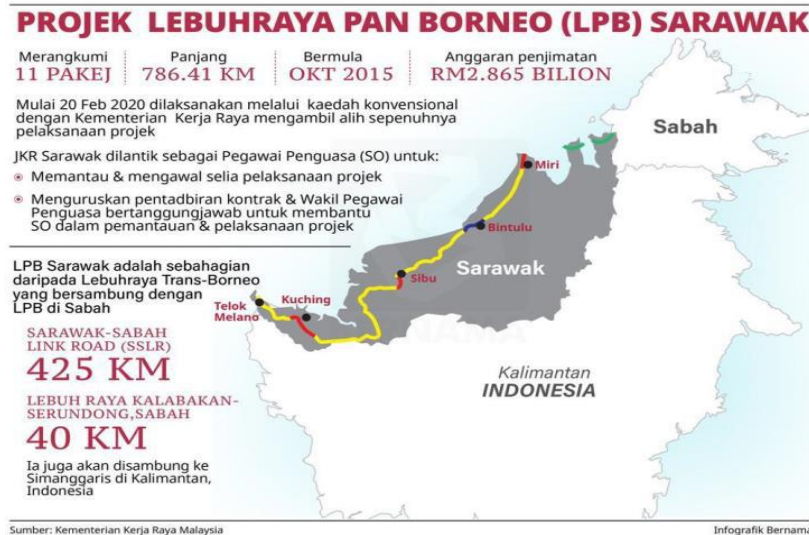 PROJEK LEBUHRAYA PAN BORNEO (LPB) SARAWAK
Merangkumi
11 PAKEJ
Panjang
786.41 KM
Bermula
OKT 2015
Anggaran penjimatan
RM2.865 BILION
Mulai 20 Feb 2020 dilaksanakan melalui kaedah konvensional
dengan Kementerian Kerja Raya mengambil alih sepenuhnya
pelaksanaan projek
JKR Sarawak dilantik sebagai Pegawai Penguasa (SO) untuk:
Memantau & mengawal selia pelaksanaan projek
Menguruskan pentadbiran kontrak & Wakil Pegawai
Penguasa bertanggungjawab untuk membantu
SO dalam pemantauan & pelaksanaan projek
LPB Sarawak adalah sebahagian
daripada Lebuhraya Trans-Borneo
yang bersambung dengan
LPB di Sabah
SARAWAK-SABAH
LINK ROAD (SSLR)
425 KM
LEBUH RAYA KALABAKAN-
SERUNDONG,SABAH
40 KM
Ia juga akan disambung ke
Simanggaris di Kalimantan,
Indonesia
Sabah
Miri
Bintulu
Sarawak
Sibu
Kuching
Telok
Melano
BERNAMA
Kalimantan
INDONESIA
Sumber: Kementerian Kerja Raya Malaysia
Infografik Bernama